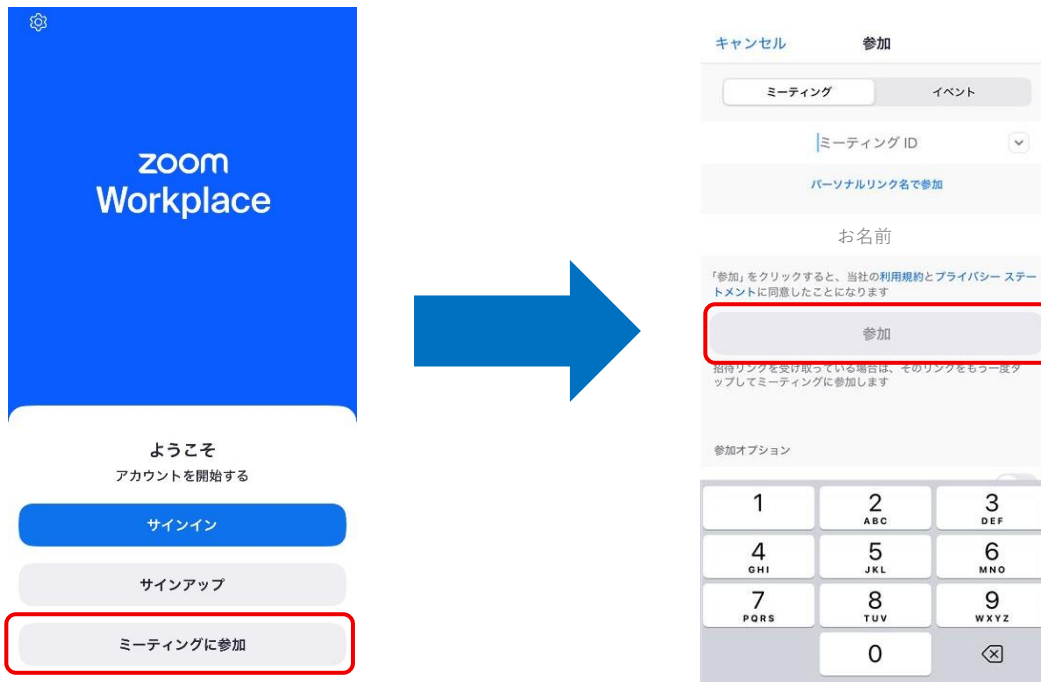 zoom
Workplace
ようこそ
アカウントを開始する
サインイン
サインアップ
ミーティングに参加
キャンセル 参加
ミーティング イベント
ミーティング ID
パーソナルリンク名で参加
お名前
「参加」をクリックすると、当社の利用規約とプライバシー ステー
トメントに同意したことになります
参加
招待リンクを受け取っている場合は、そのリンクをもう一度タ
ップしてミーティングに参加します
参加オプション
1 2 3
ABC DEF
4 5 6
GHI JKL MNO
7 8 9
PQRS TUV WXYZ
0